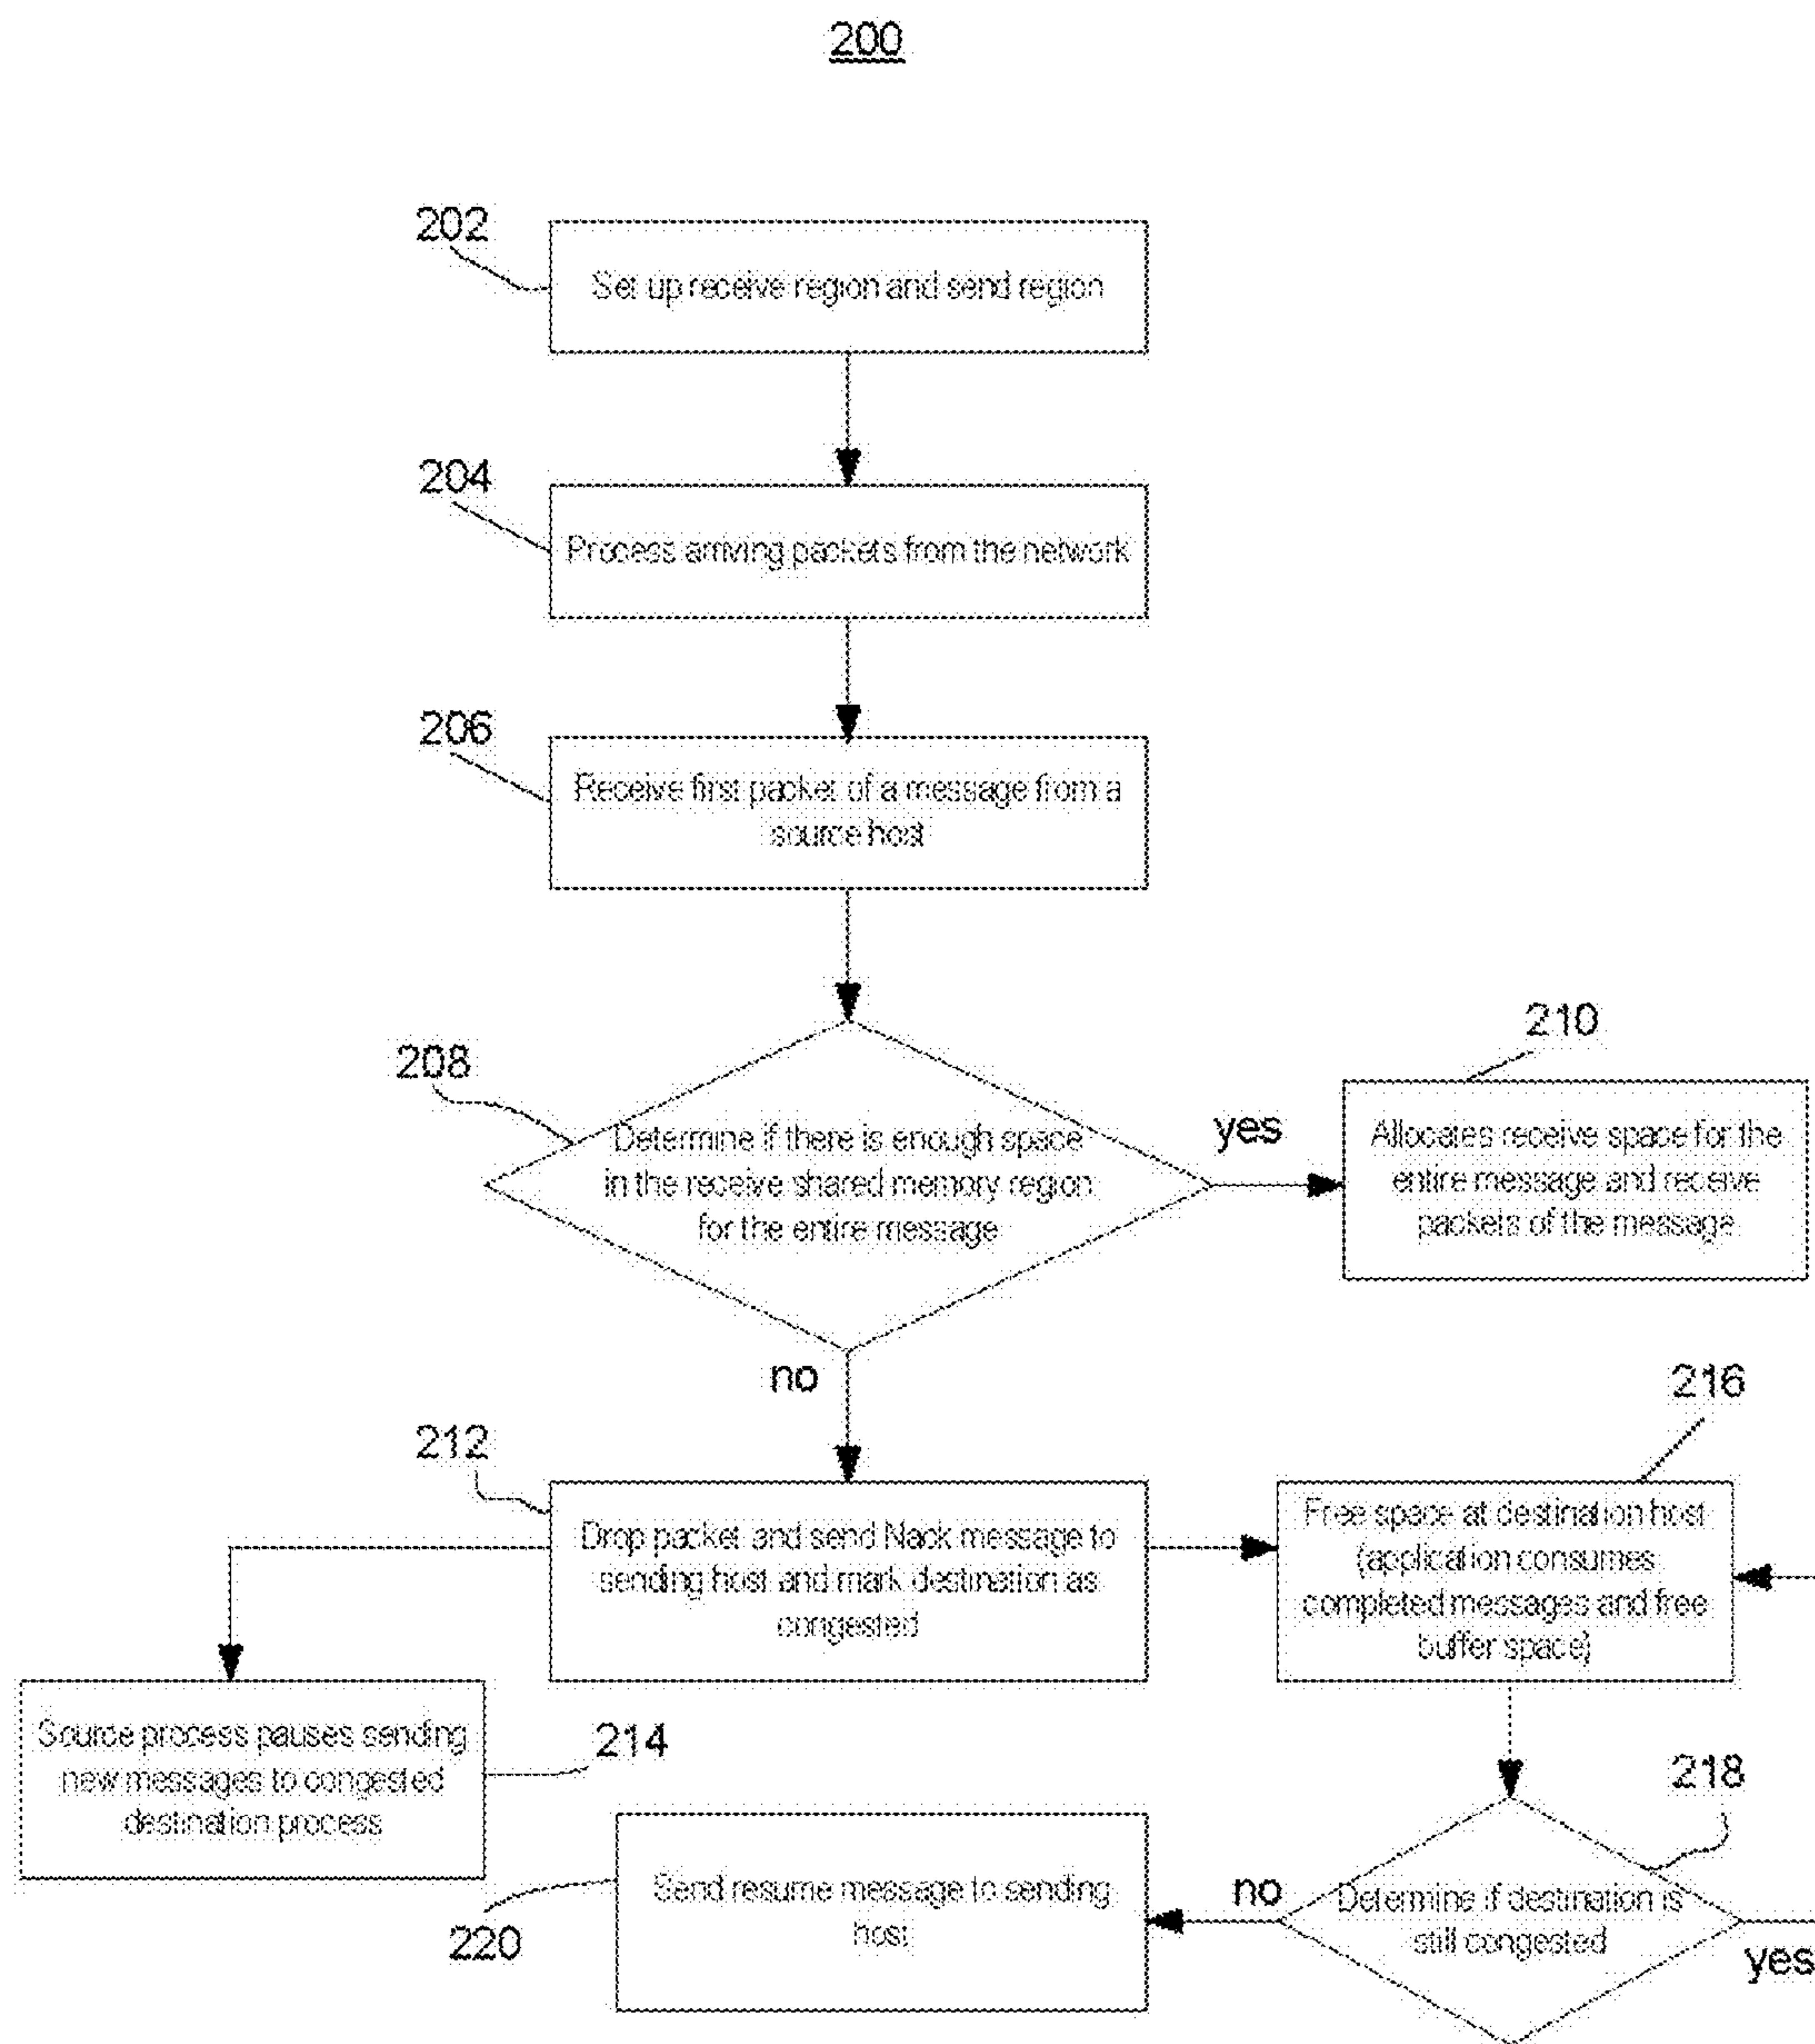 200
202
Set up receive region and send region
204
Process arriving packets from the network
206
Receive first packet of a message from a
source host
208
Determine if there is enough space
in the receive shared memory region
for the entire message
yes
210
Allocates receive space for the
entire message and receive
packets of the message
no
212
Drop packet and send Nack message to
sending host and mark destination as
congested
216
Free space at destination host
(application consumes
completed messages and free
buffer space)
Source process pauses sending
new messages to congested
destination process
214
218
Determine if destination is
still congested
no
yes
Send resume message to sending
host
220